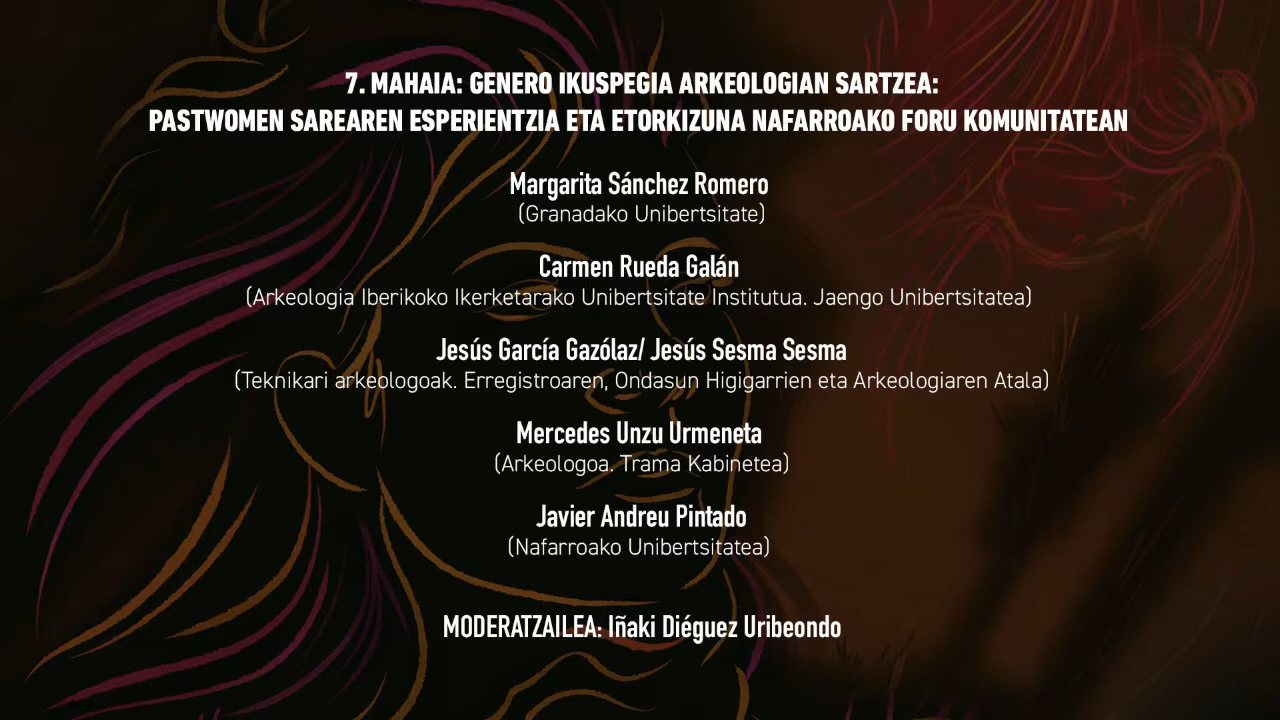 7. MAHAIA: GENERO IKUSPEGIA ARKEOLOGIAN SARTZEA:
PASTWOMEN SAREAREN ESPERIENTZIA ETA ETORKIZUNA NAFARROAKO FORU KOMUNITATEAN
Margarita Sánchez Romero
(Granadako Unibertsitate)
Carmen Rueda Galán
(Arkeologia Iberikoko Ikerketarako Unibertsitate Institutua. Jaengo Unibertsitatea)
Jesús García Gazólaz/ Jesús Sesma Sesma
(Teknikari arkeologoak. Erregistroaren, Ondasun Higigarrien eta Arkeologiaren Atala)
Mercedes Unzu Urmeneta
(Arkeologoa. Trama Kabinetea)
Javier Andreu Pintado
(Nafarroako Unibertsitatea)
MODERATZAILEA: Iñaki Diéguez Uribeondo